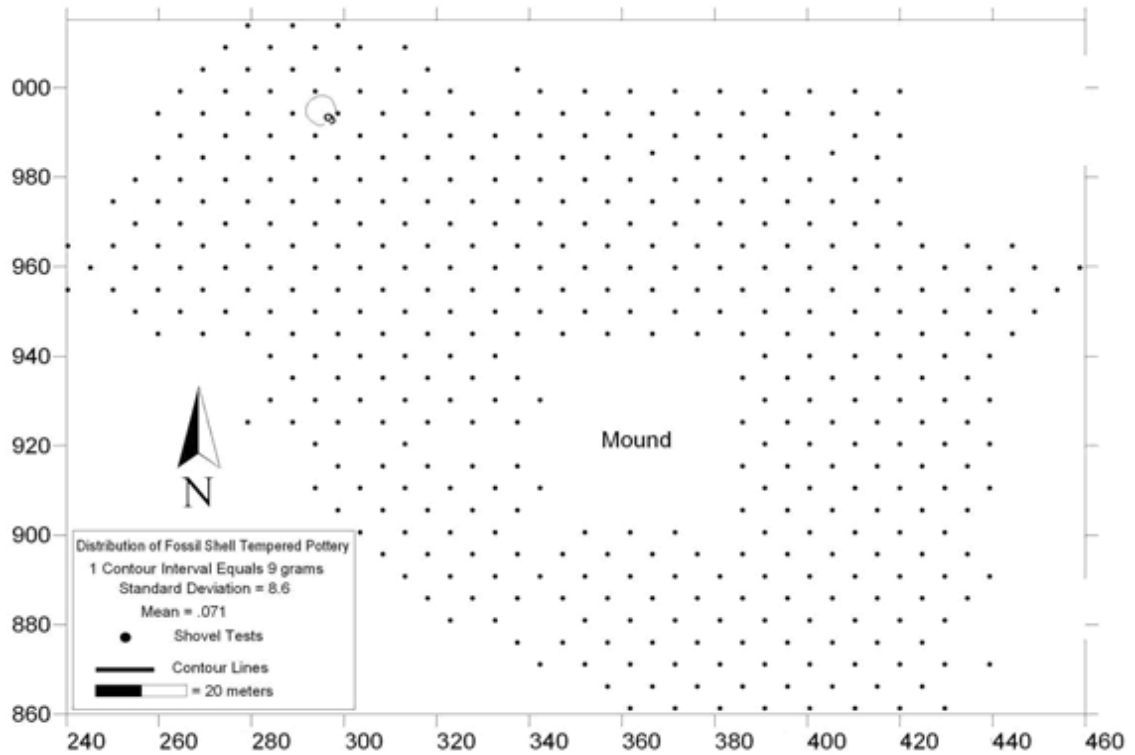 000
9
980
960
940
Mound
920
N
900
Distribution of Fossil Shell Tempered Pottery
1 Contour Interval Equals 9 grams
Standard Deviation = 8.6
Mean = .071
Shovel Tests
880
Contour Lines
= 20 meters
860
240 260 280 300 320 340 360 380 400 420 440 460